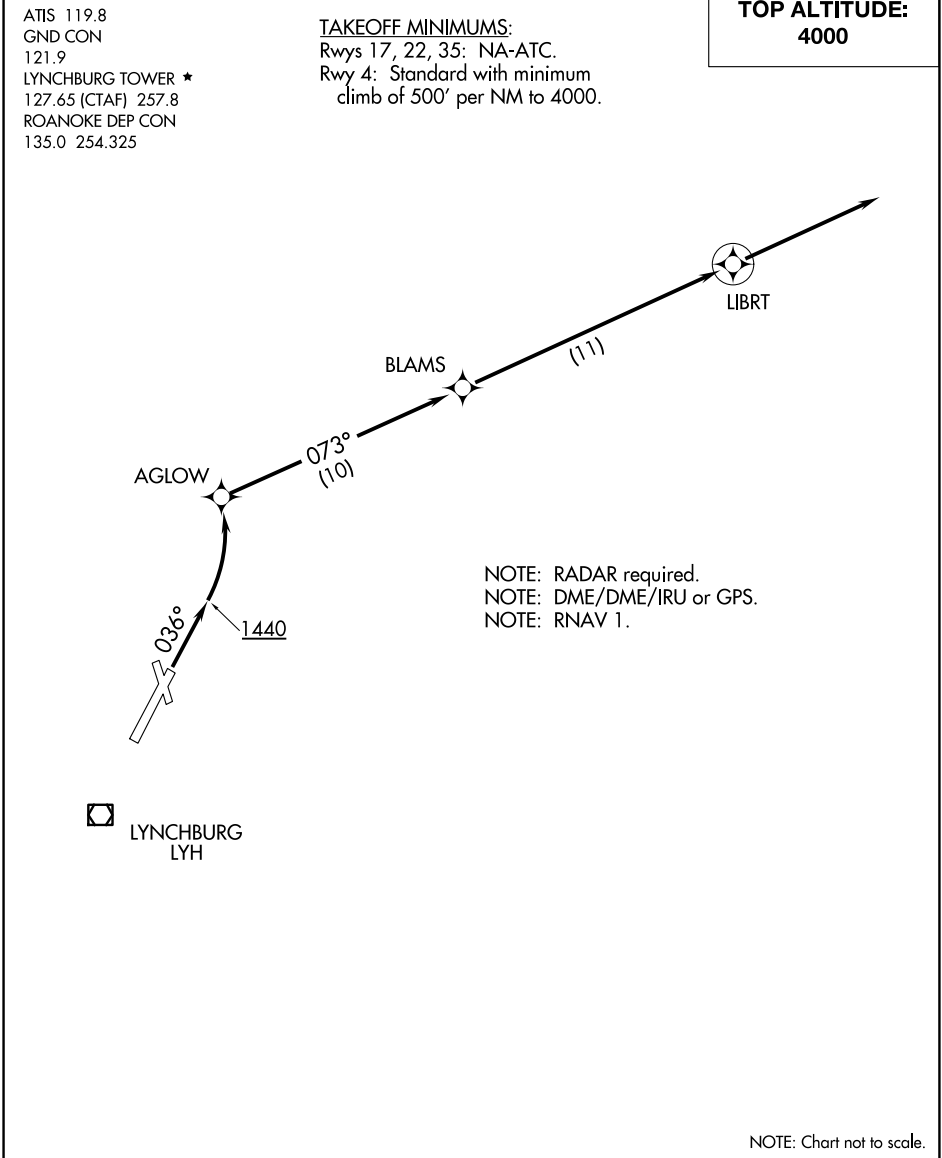 ATIS 119.8
GND CON
121.9
LYNCHBURG TOWER ★
127.65 (CTAF) 257.8
ROANOKE DEP CON
135.0 254.325
TAKEOFF MINIMUMS:
Rwys 17, 22, 35: NA-ATC.
Rwy 4: Standard with minimum
climb of 500' per NM to 4000.
TOP ALTITUDE:
4000
LIBRT
(11)
BLAMS
073°
(10)
AGLOW
036°
1440
NOTE: RADAR required.
NOTE: DME/DME/IRU or GPS.
NOTE: RNAV 1.
LYNCHBURG
LYH
NOTE: Chart not to scale.